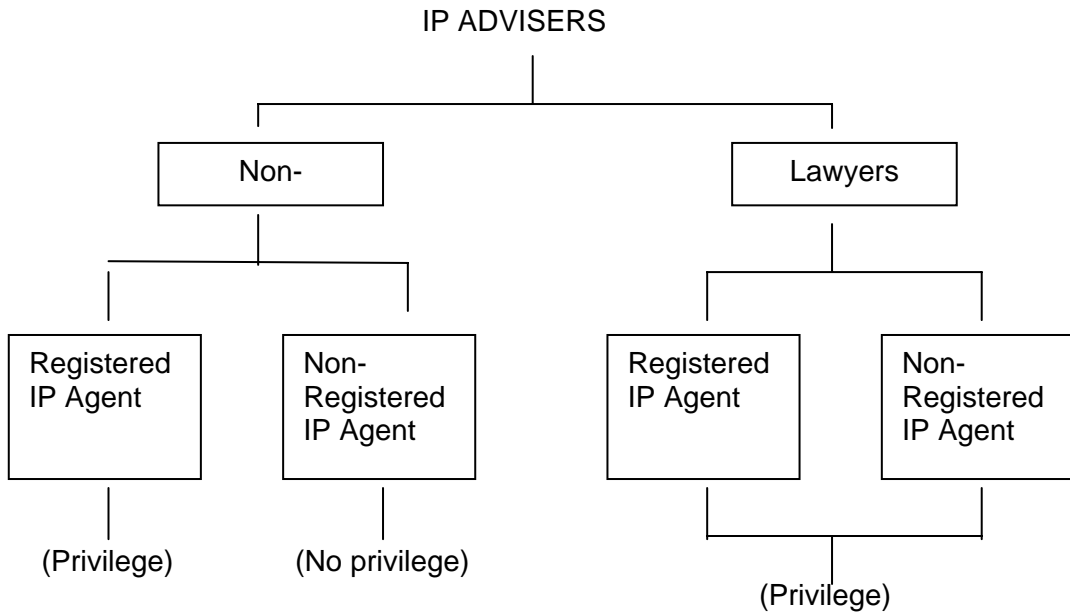 IP ADVISERS
Non-
Lawyers
Registered
IP Agent
Non-
Registered
IP Agent
Registered
IP Agent
Non-
Registered
IP Agent
(Privilege)
(No privilege)
(Privilege)